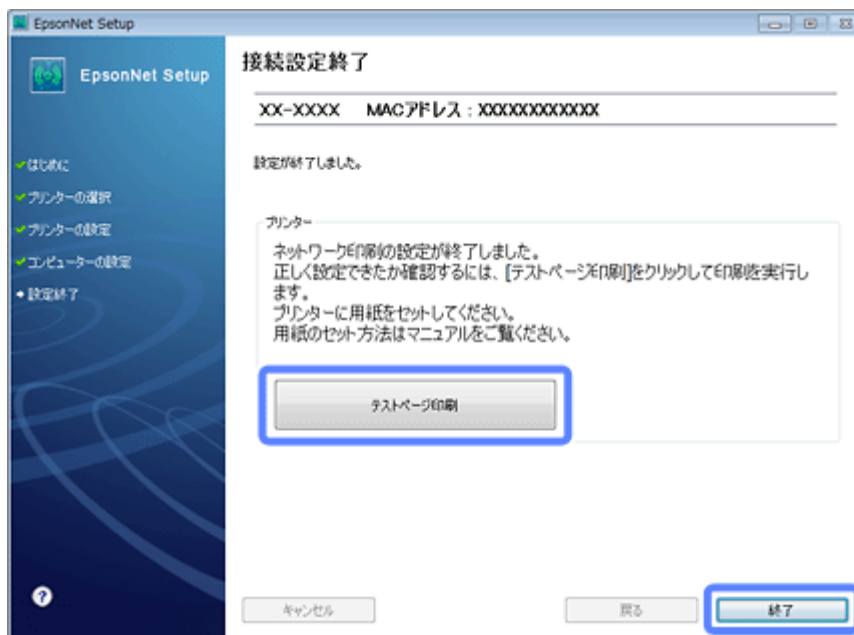 EpsonNet Setup
EpsonNet Setup
はじめに
プリンターの選択
プリンターの設定
コンピューターの設定
設定終了
接続設定終了
XX-XXXX MACアドレス : XXXXXXXXXXXX
設定が終了しました。
プリンター
ネットワーク印刷の設定が終了しました。
正しく設定できたか確認するには、[テストページ印刷]をクリックして印刷を実行し
ます。
プリンターに用紙をセットしてください。
用紙のセット方法はマニュアルをご覧ください。
テストページ印刷
?
キャンセル
戻る
終了